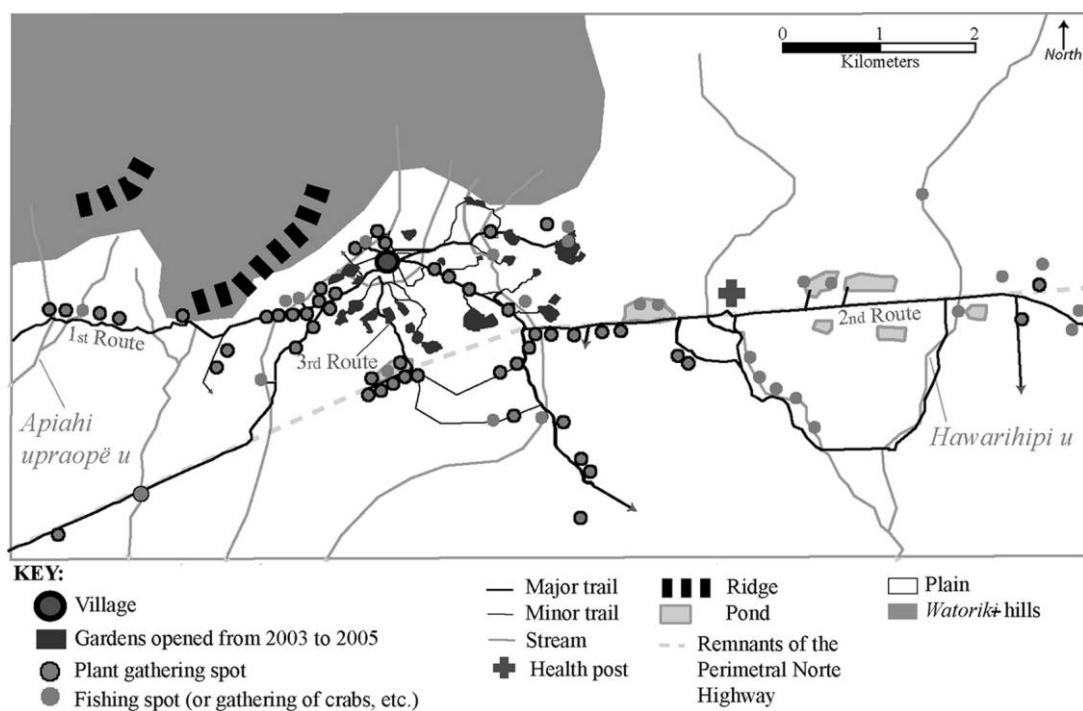 0 1 2
Kilometers
North
1st Route
2nd Route
3rd Route
Apiahi
upraopë u
Hawarihipi u
KEY:
Village
Gardens opened from 2003 to 2005
Plant gathering spot
Fishing spot (or gathering of crabs, etc.)
Major trail
Minor trail
Stream
Health post
Ridge
Pond
Remnants of the
Perimetral Norte
Highway
Plain
Watorikɨ hills